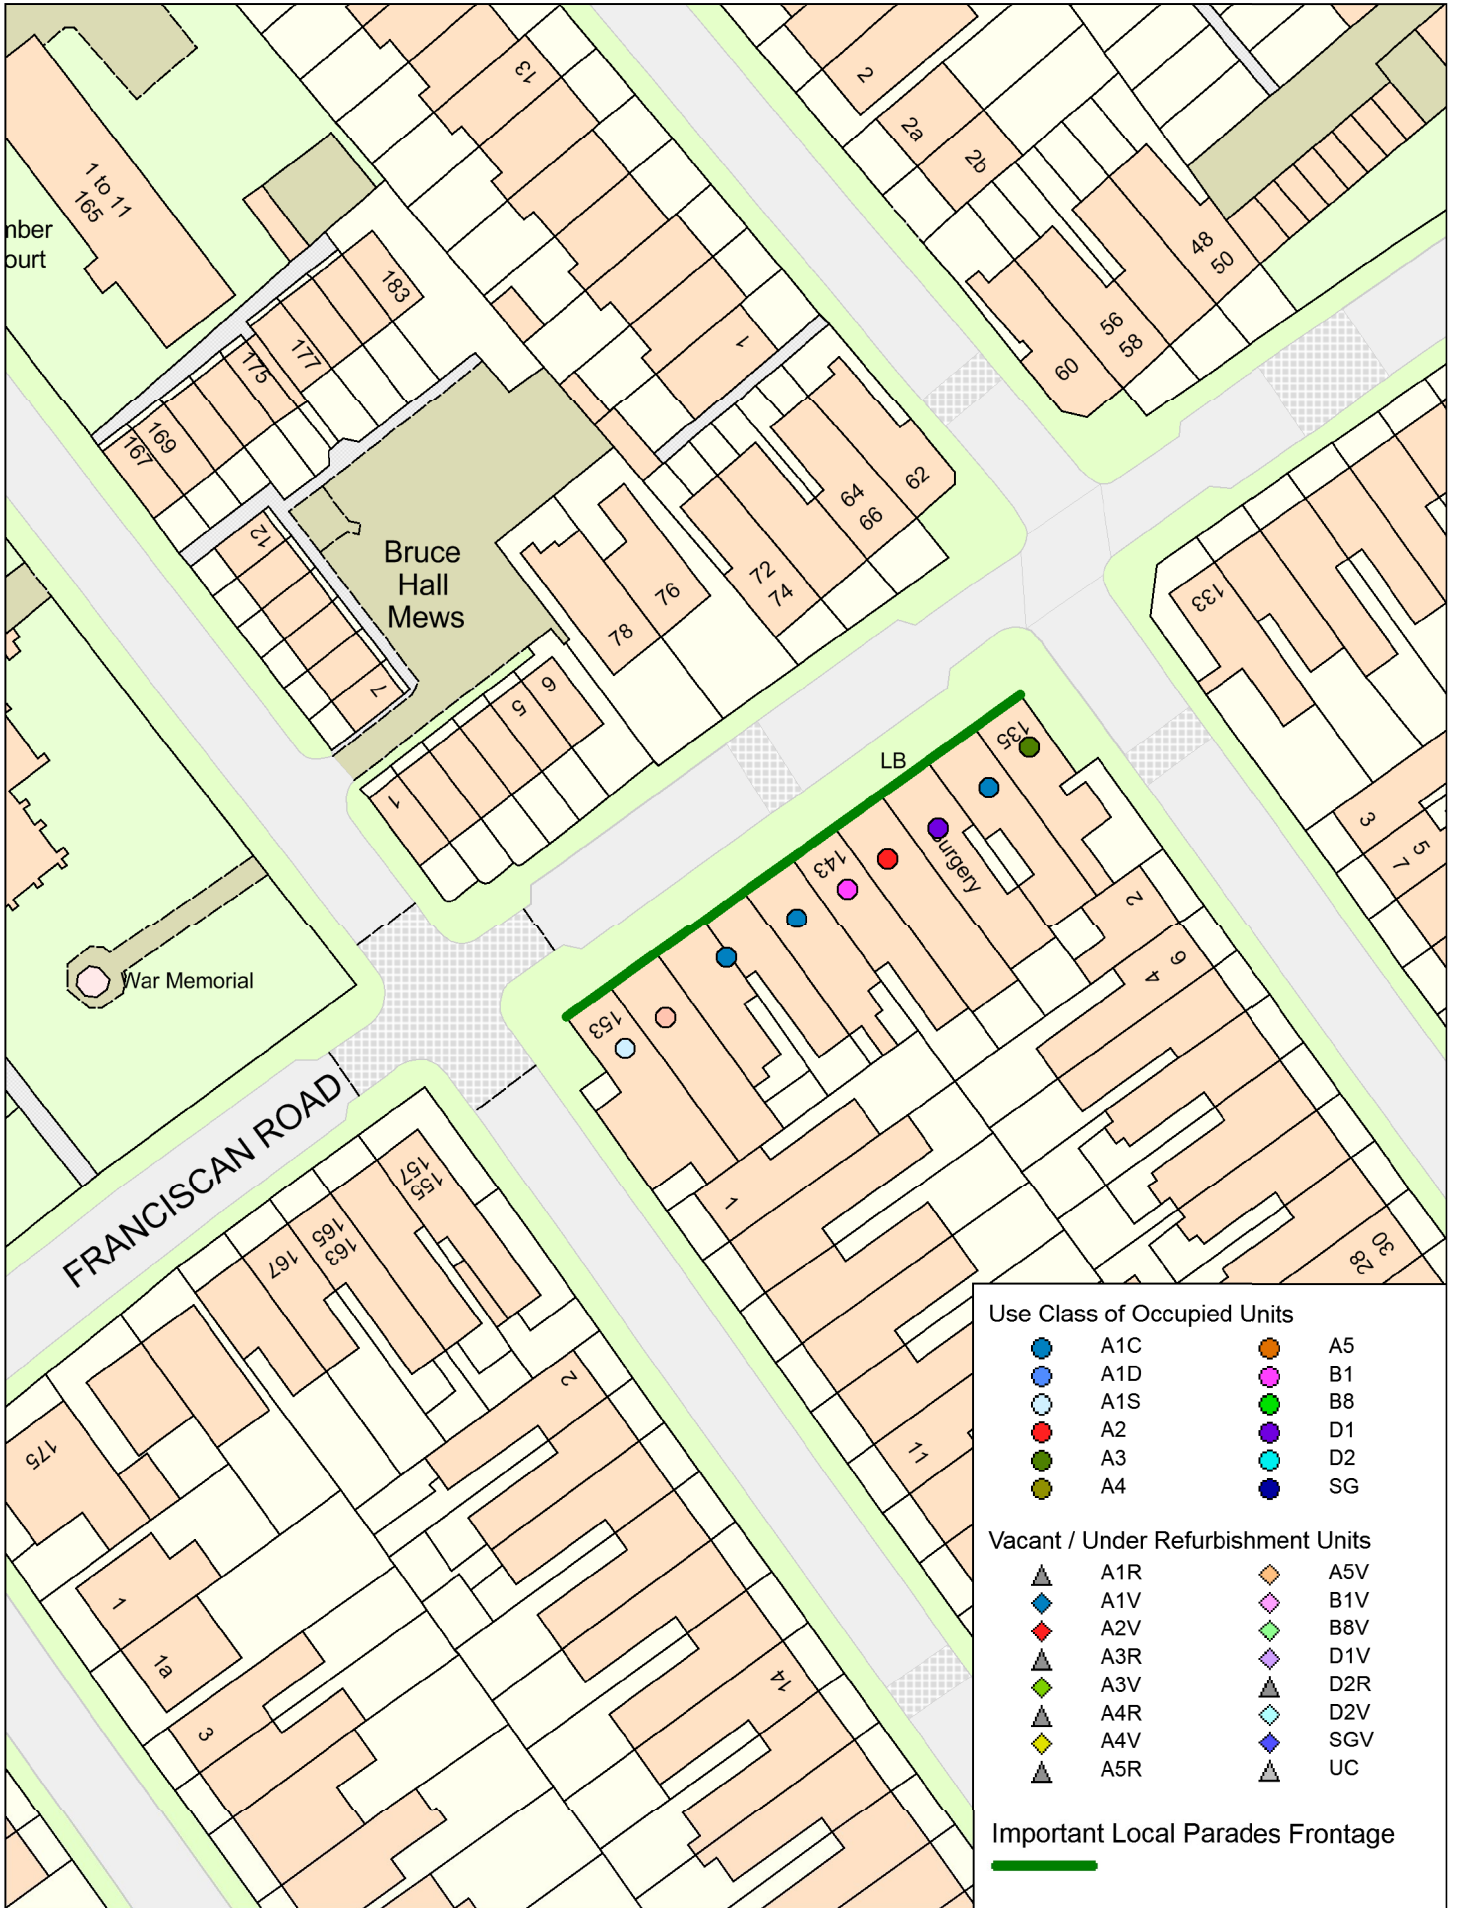 13
2
2a
2b
1 to 11
165
mber
ourt
183
48
50
177
175
56
58
60
1
169
167
62
64
66
12
Bruce
Hall
Mews
72
74
76
78
133
7
6
5
1
135
LB
3
5
7
143
Surgery
2
6
4
War Memorial
153
FRANCISCAN ROAD
157
155
1
165
163
167
30
28
2
175
11
1
1a
14
3
Use Class of Occupied Units
A1C A5
A1D B1
A1S B8
A2 D1
A3 D2
A4 SG
Vacant / Under Refurbishment Units
A1R A5V
A1V B1V
A2V B8V
A3R D1V
A3V D2R
A4R D2V
A4V SGV
A5R UC
Important Local Parades Frontage